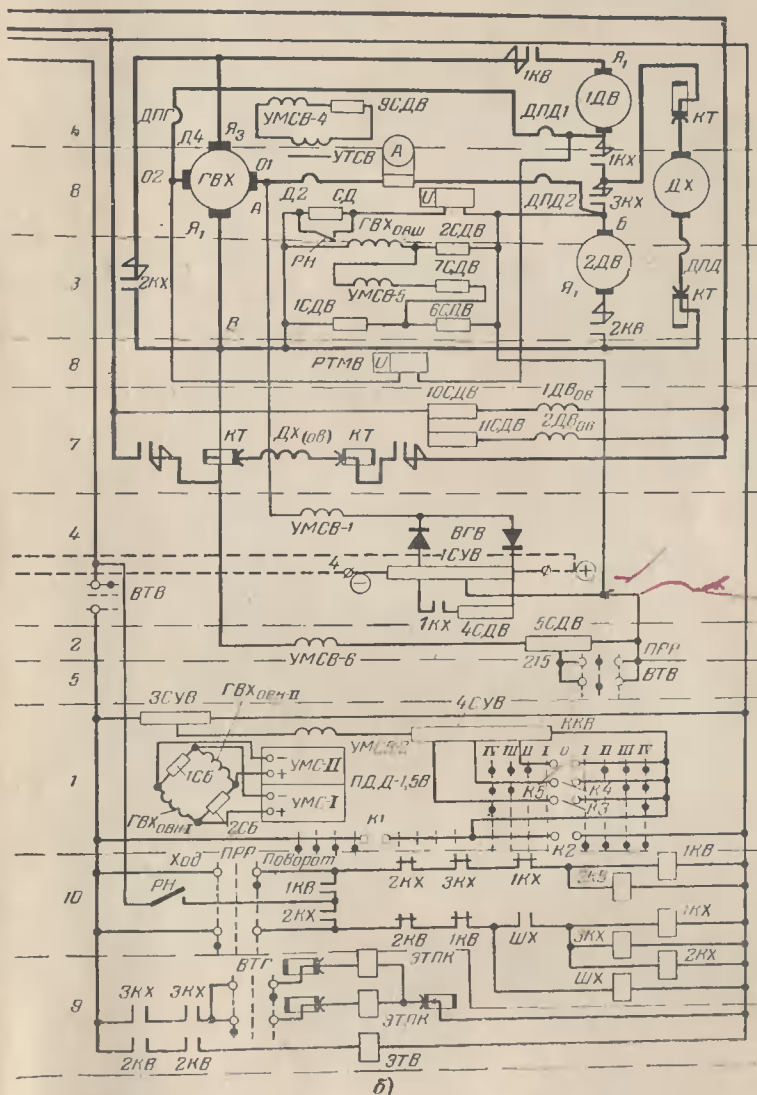 1КВ
Я1
1ДВ
ДПГ
УМСВ-4
9СДВ
ДПД1
КТ
4
Д4
Я3
УТСВ
А
1КХ
О2
ГВХ
О1
ДХ
В
А
Д2
СД
U
ДПД2
3КХ
Б
Я1
ГВХовш
2СДВ
РН
2ДВ
ДПД
2КХ
7СДВ
3
УМСВ-5
Я1
КТ
1СДВ
6СДВ
2КВ
В
8
РТМВ
U
10СДВ
1ДВов
КТ
ДХ(ов)
КТ
11СДВ
2ДВов
7
4
УМСВ-1
ВГВ
1СУВ
4
−
+
ВТВ
1КХ
4СДВ
2
УМСВ-6
5СДВ
ПРР
215
ВТВ
5
3СУВ
ГВХовн-II
4СУВ
ККВ
IV III II I 0 I II III IV
1
1СБ
− УМС-II
+
ПДД-1,5В
− УМС-I
+
К5
К4
К3
ГВХовнI
2СБ
К1
К2
Ход
ПРР
Поворот
1КВ
РН
1КВ
2КХ
3КХ
1КХ
2КВ
10
2КХ
1КХ
2КВ
1КВ
ШХ
3КХ
2КХ
ВТГ
ЭТПК
ШХ
9
3КХ
3КХ
ЭТПК
2КВ
2КВ
ЭТВ
б)